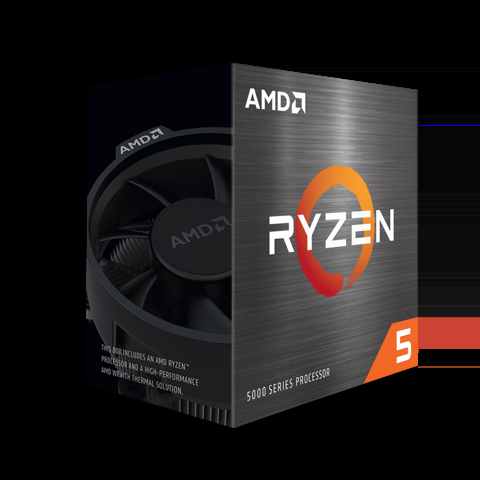 AMD
RYZEN
5
5000 SERIES PROCESSOR
AMD
AMD
THIS BOX INCLUDES AN AMD RYZEN™
PROCESSOR AND A HIGH-PERFORMANCE
AMD WRAITH THERMAL SOLUTION.